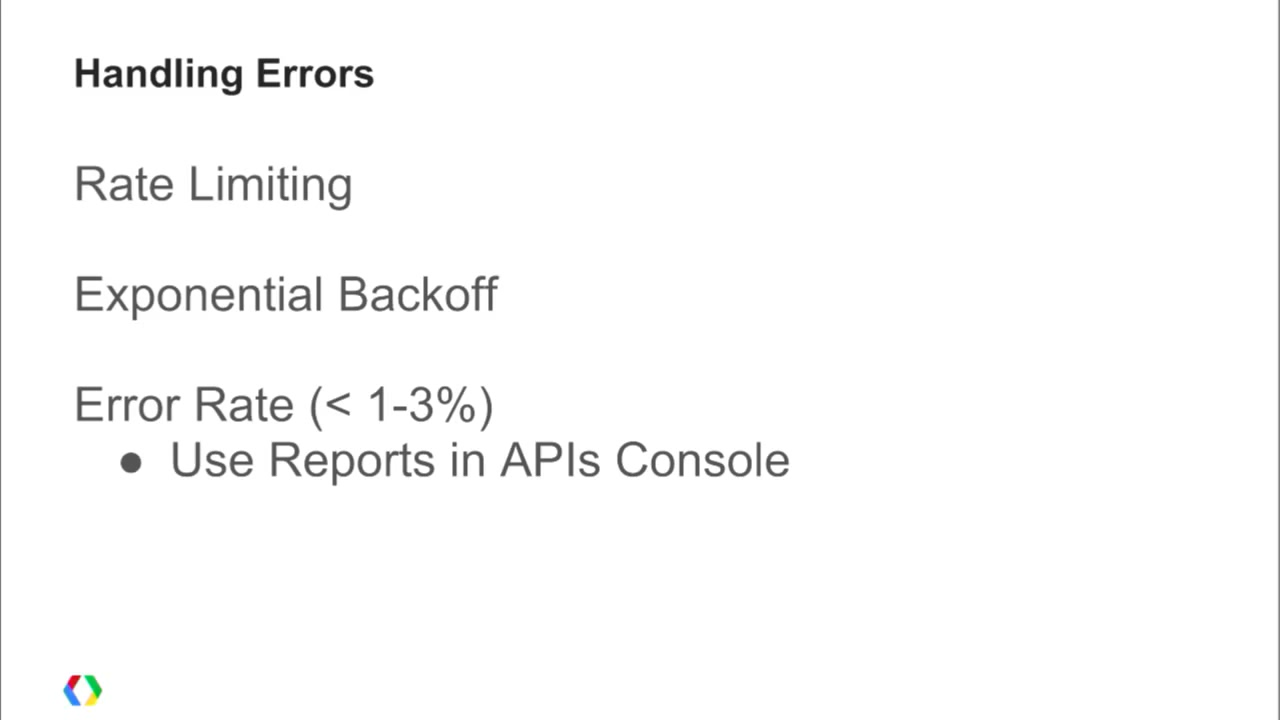 Handling Errors
Rate Limiting
Exponential Backoff
Error Rate (< 1-3%)
● Use Reports in APIs Console